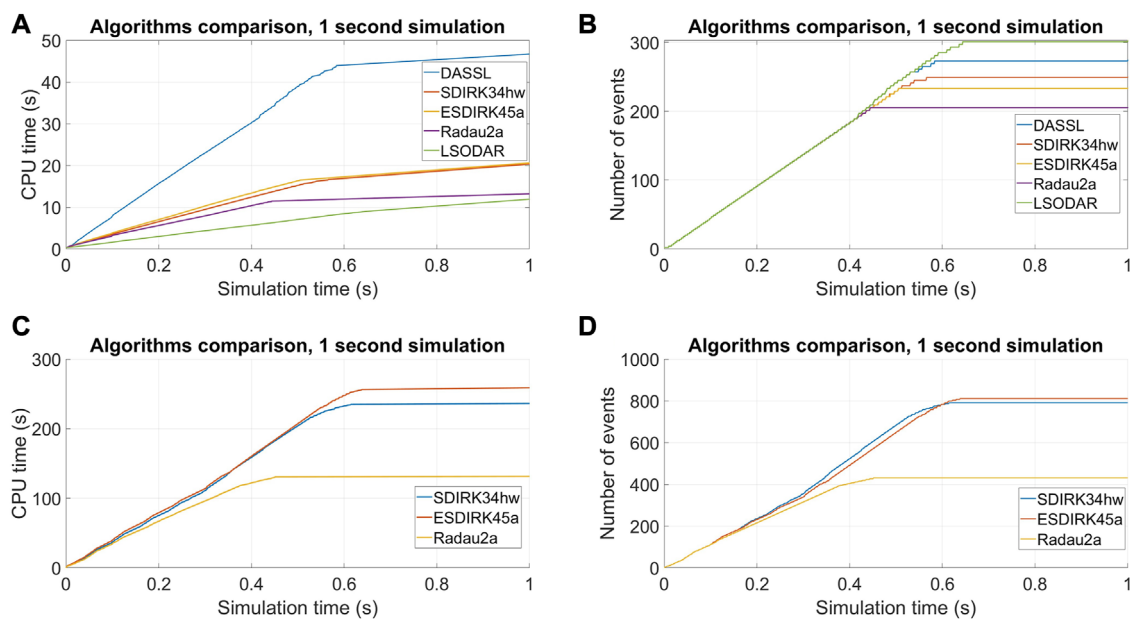 A
Algorithms comparison, 1 second simulation
50
40
30
20
10
0
CPU time (s)
DASSL
SDIRK34hw
ESDIRK45a
Radau2a
LSODAR
0 0.2 0.4 0.6 0.8 1
Simulation time (s)
B
Algorithms comparison, 1 second simulation
300
200
100
0
Number of events
DASSL
SDIRK34hw
ESDIRK45a
Radau2a
LSODAR
0 0.2 0.4 0.6 0.8 1
Simulation time (s)
C
Algorithms comparison, 1 second simulation
300
200
100
0
CPU time (s)
SDIRK34hw
ESDIRK45a
Radau2a
0 0.2 0.4 0.6 0.8 1
Simulation time (s)
D
Algorithms comparison, 1 second simulation
1000
800
600
400
200
0
Number of events
SDIRK34hw
ESDIRK45a
Radau2a
0 0.2 0.4 0.6 0.8 1
Simulation time (s)